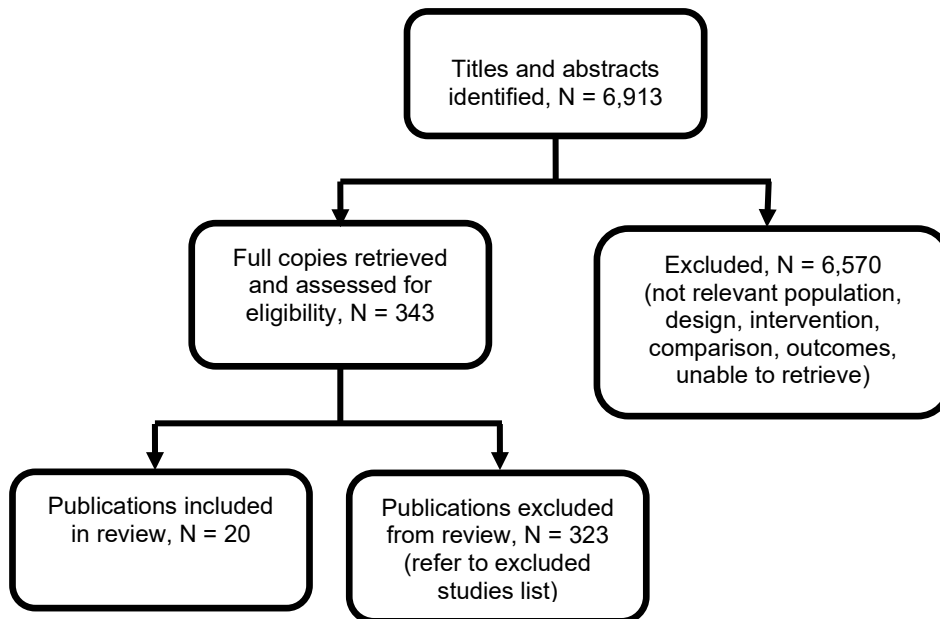 Titles and abstracts
identified, N = 6,913
Full copies retrieved
and assessed for
eligibility, N = 343
Excluded, N = 6,570
(not relevant population,
design, intervention,
comparison, outcomes,
unable to retrieve)
Publications included
in review, N = 20
Publications excluded
from review, N = 323
(refer to excluded
studies list)